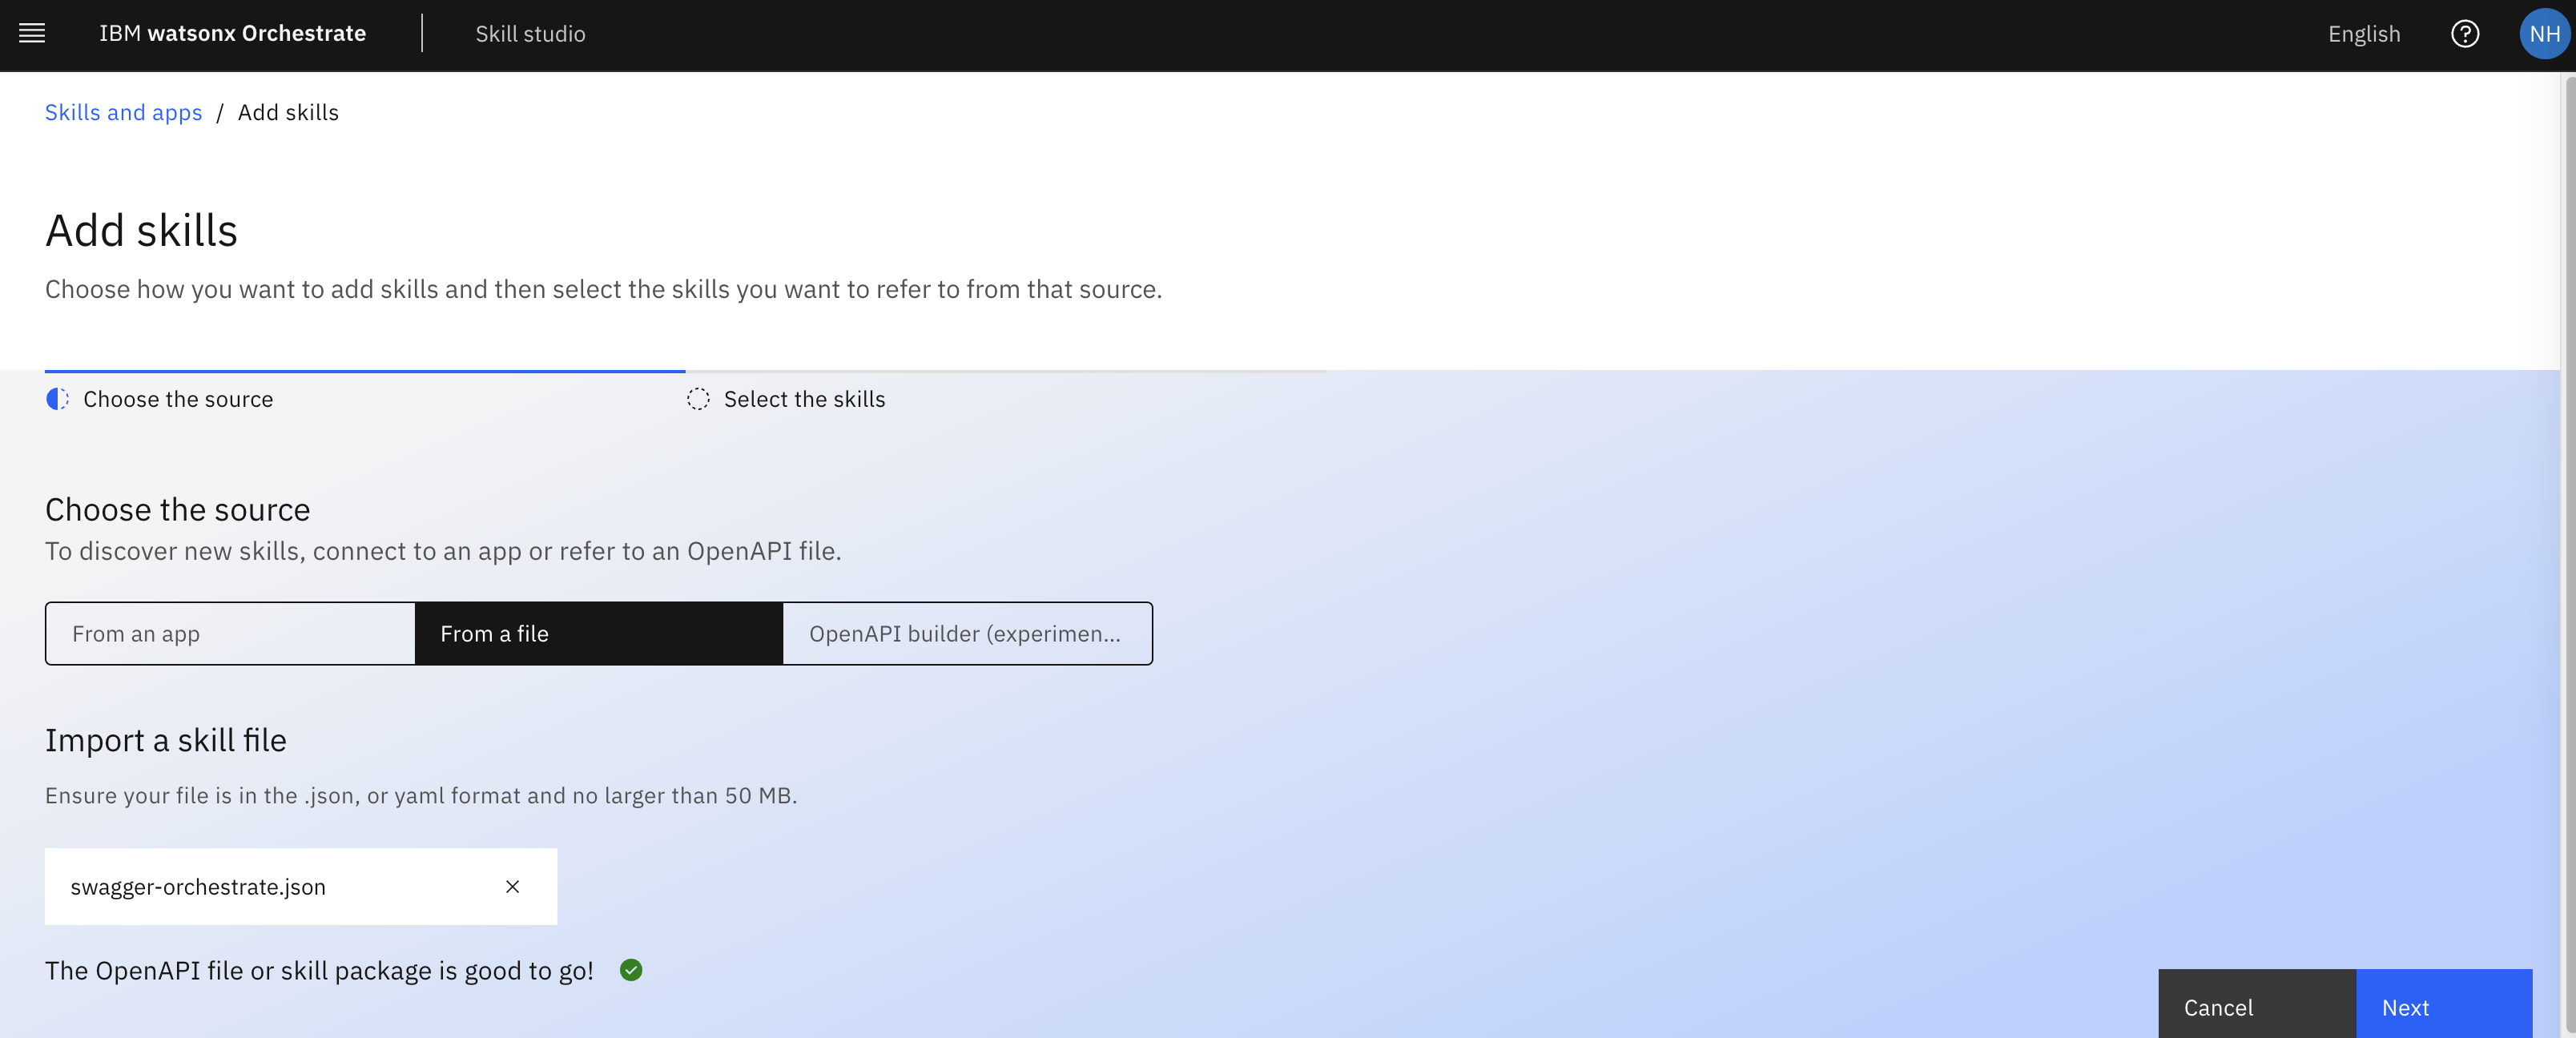 IBM watsonx Orchestrate
Skill studio
English
NH
Skills and apps / Add skills
Add skills
Choose how you want to add skills and then select the skills you want to refer to from that source.
Choose the source
Select the skills
Choose the source
To discover new skills, connect to an app or refer to an OpenAPI file.
From an app
From a file
OpenAPI builder (experimen...
Import a skill file
Ensure your file is in the .json, or yaml format and no larger than 50 MB.
swagger-orchestrate.json
The OpenAPI file or skill package is good to go!
Cancel
Next